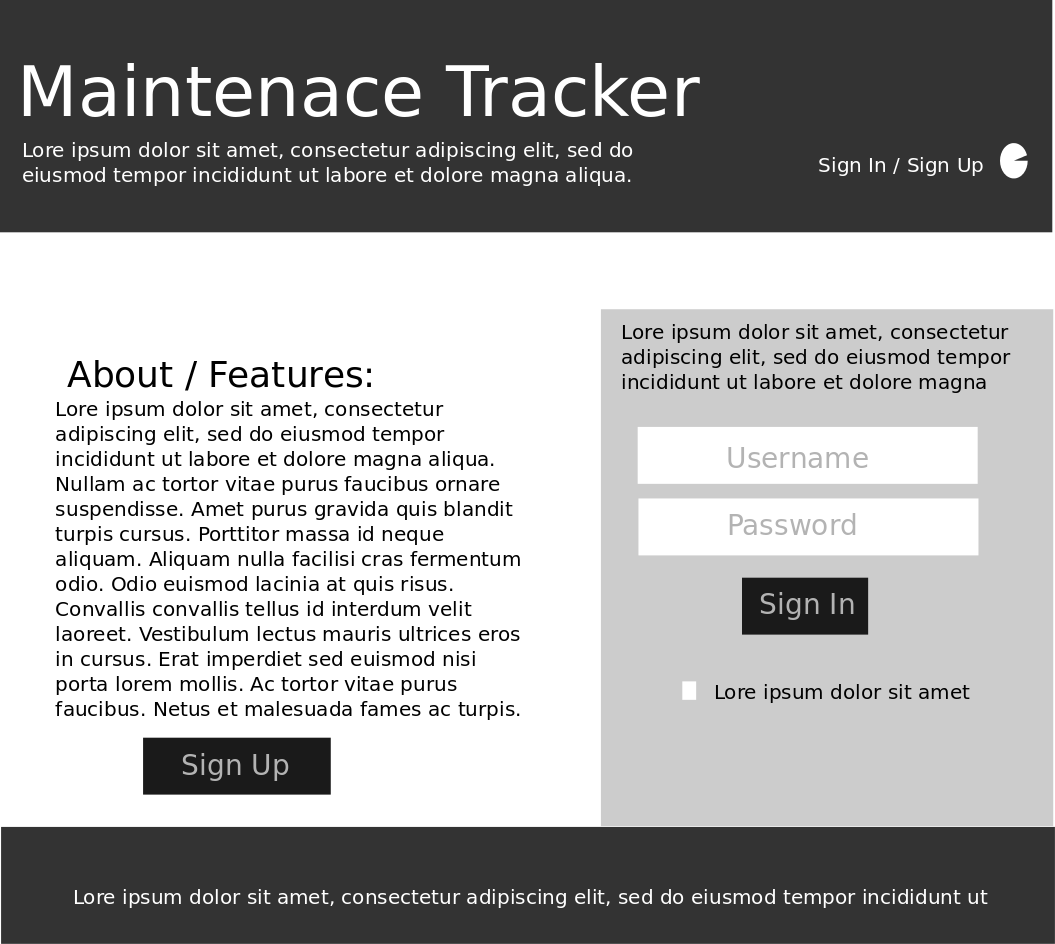 Maintenace Tracker
Lorem ipsum dolor sit amet, consectetur adipiscing elit, sed do
eiusmod tempor incididunt ut labore et dolore magna aliqua.
Sign In / Sign Up
About / Features:
Lorem ipsum dolor sit amet, consectetur
adipiscing elit, sed do eiusmod tempor
incididunt ut labore et dolore magna aliqua.
Nullam ac tortor vitae purus faucibus ornare
suspendisse. Amet purus gravida quis blandit
turpis cursus. Porttitor massa id neque
aliquam. Aliquam nulla facilisi cras fermentum
odio. Odio euismod lacinia at quis risus.
Convallis convallis tellus id interdum velit
laoreet. Vestibulum lectus mauris ultrices eros
in cursus. Erat imperdiet sed euismod nisi
porta lorem mollis. Ac tortor vitae purus
faucibus. Netus et malesuada fames ac turpis.
Sign Up
Lorem ipsum dolor sit amet, consectetur
adipiscing elit, sed do eiusmod tempor
incididunt ut labore et dolore magna
Username
Password
Sign In
Lorem ipsum dolor sit amet
Lorem ipsum dolor sit amet, consectetur adipiscing elit, sed do eiusmod tempor incididunt ut